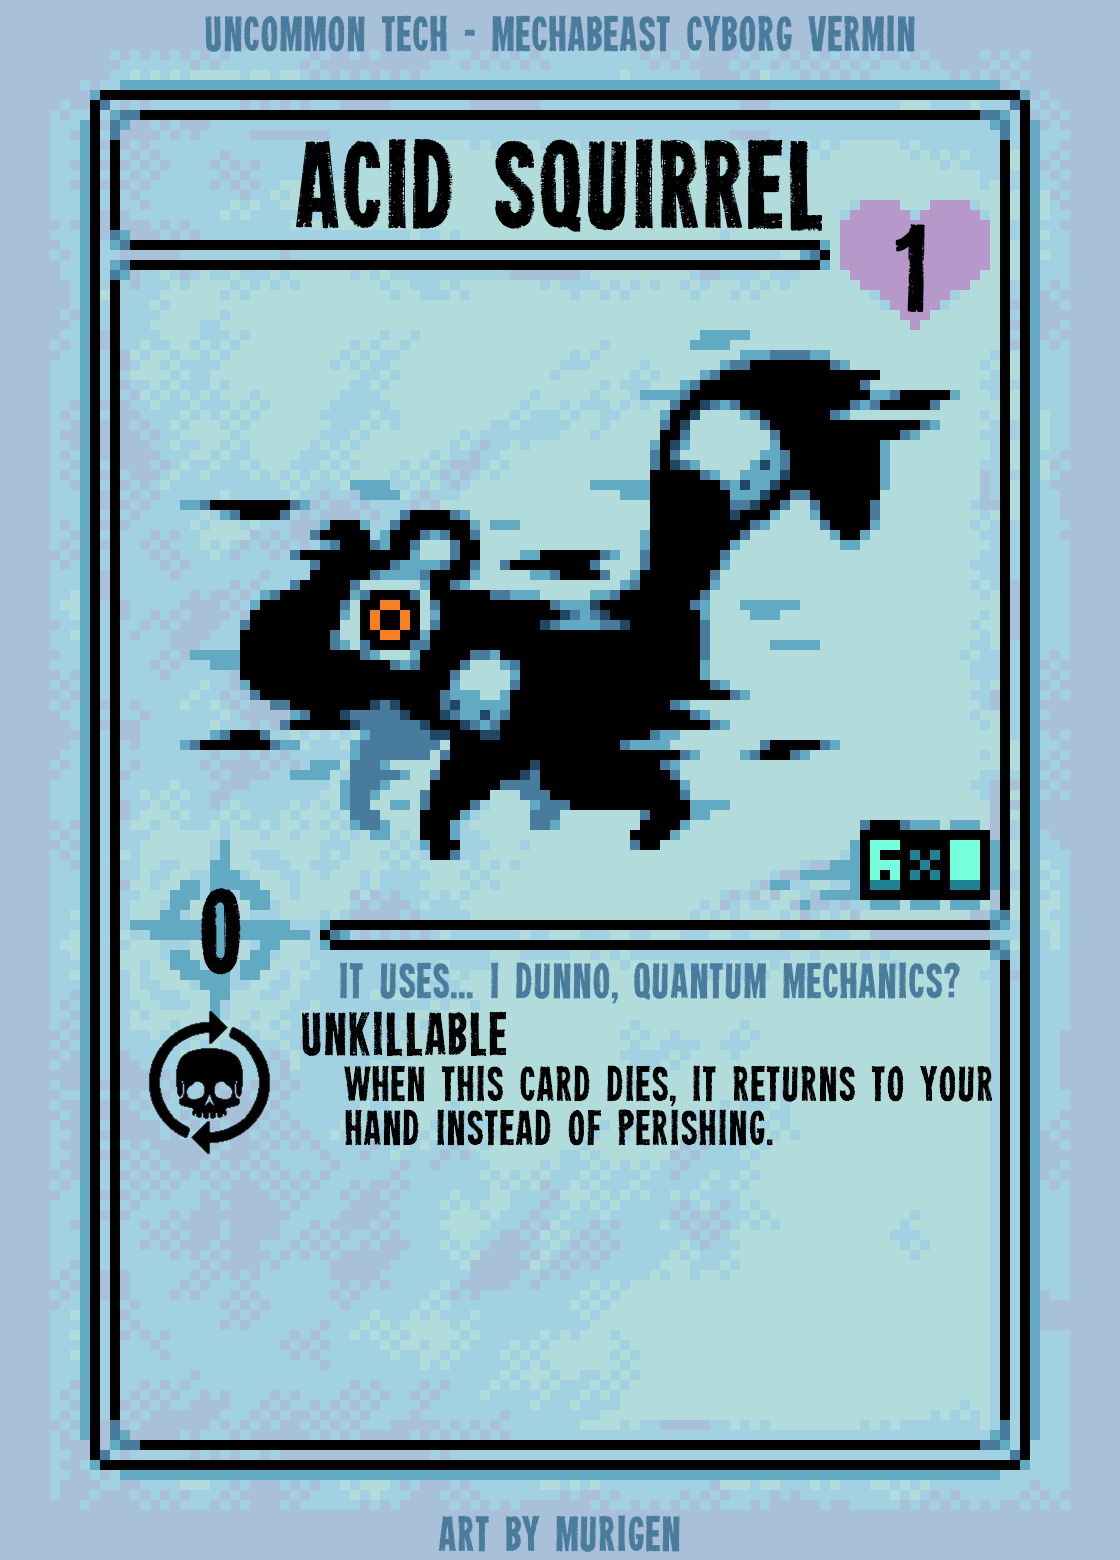 UNCOMMON TECH - MECHABEAST CYBORG VERMIN
ACID SQUIRREL
1
6x
0
IT USES... I DUNNO, QUANTUM MECHANICS?
UNKILLABLE
WHEN THIS CARD DIES, IT RETURNS TO YOUR
HAND INSTEAD OF PERISHING.
ART BY MURIGEN